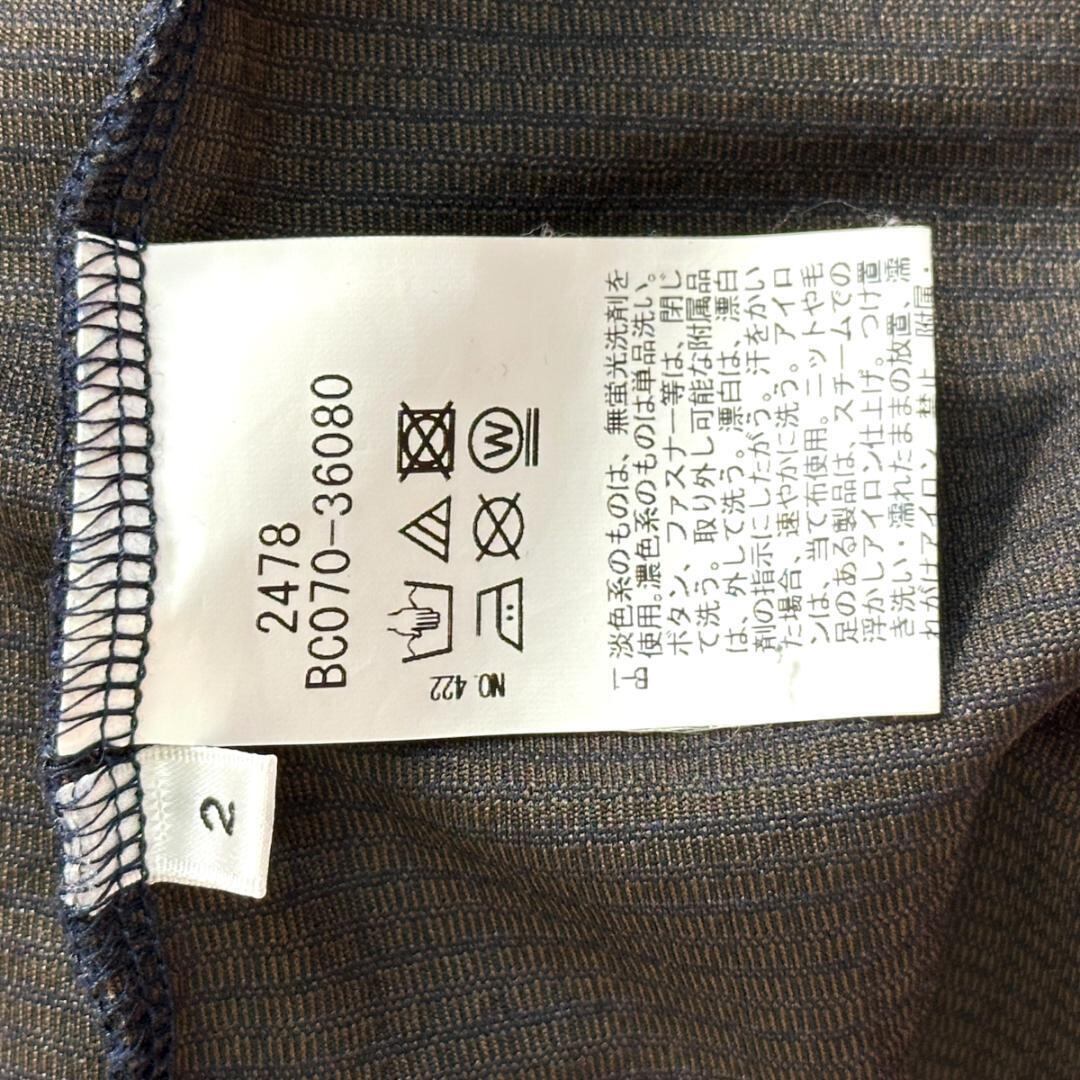 2478
BC070-36080
W
NO. 422
淡色系のものは、無蛍光洗剤を
使用。濃色系のものは単品洗い。
ボタン、ファスナー等は、閉じ
て洗う。取り外し可能な附属品
は、外して洗う。漂白は、漂白
剤の指示にしたがう。汗をかい
た場合、速やかに洗う。アイロ
ンは、当て布使用。ニットや毛
足のある製品は、スチームでの
浮かしアイロン仕上げ。つけ置
き洗い・濡れたままの放置、濡
れがけアイロン
2